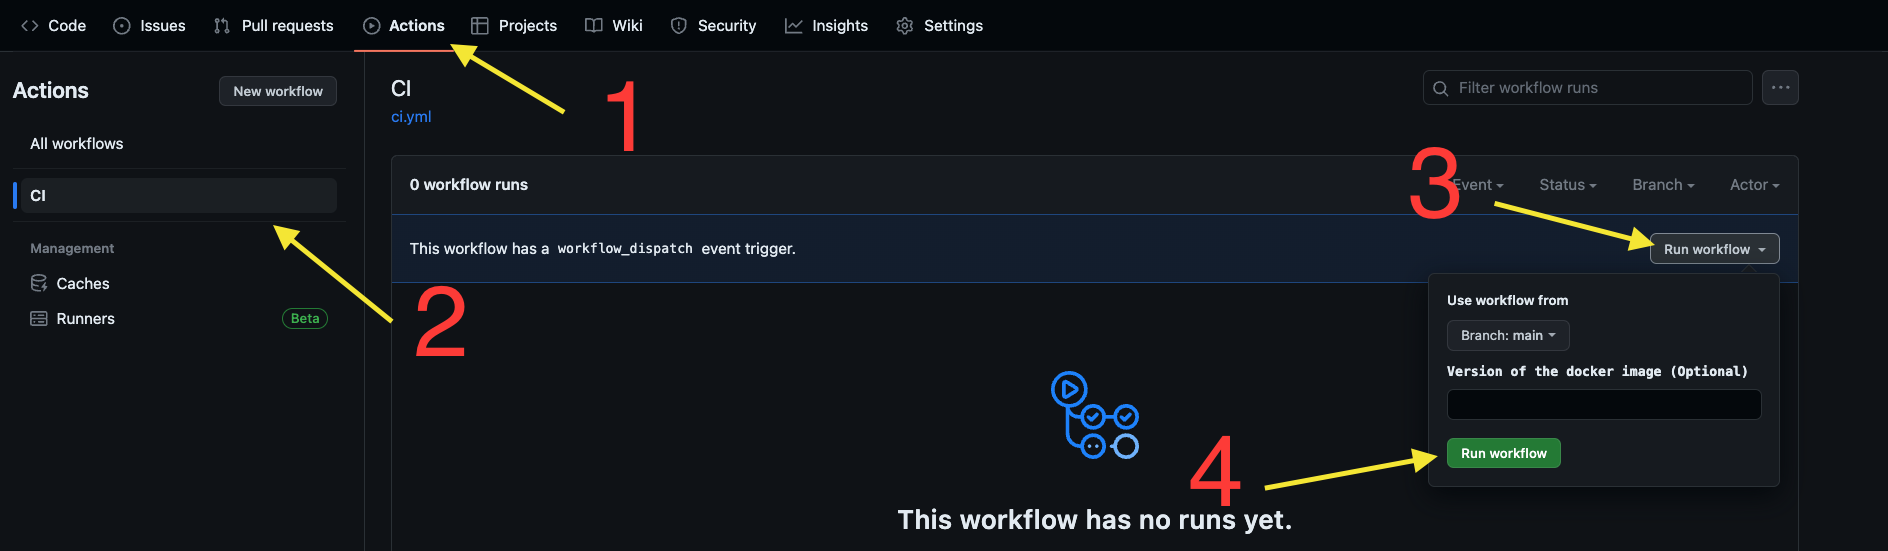 Code Issues Pull requests Actions Projects Wiki Security Insights Settings
Actions New workflow
All workflows
CI
Management
Caches
Runners Beta
CI
ci.yml
Filter workflow runs
0 workflow runs
Event Status Branch Actor
This workflow has a workflow_dispatch event trigger.
Run workflow
Use workflow from
Branch: main
Version of the docker image (Optional)
Run workflow
This workflow has no runs yet.
1
2
3
4